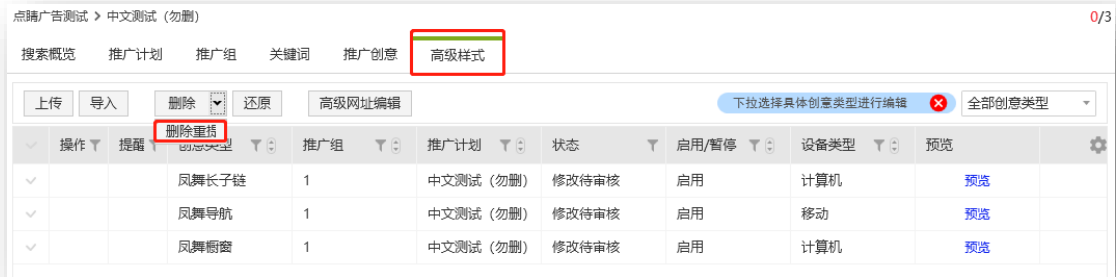 点睛广告测试 > 中文测试（勿删） 0/3
搜索概览 推广计划 推广组 关键词 推广创意 高级样式
上传 导入 删除 还原 高级网址编辑 下拉选择具体创意类型进行编辑 全部创意类型
删除重
操作 提醒 创意类型 推广组 推广计划 状态 启用/暂停 设备类型 预览
凤舞长子链 1 中文测试（勿删） 修改待审核 启用 计算机 预览
凤舞导航 1 中文测试（勿删） 修改待审核 启用 移动 预览
凤舞橱窗 1 中文测试（勿删） 修改待审核 启用 计算机 预览